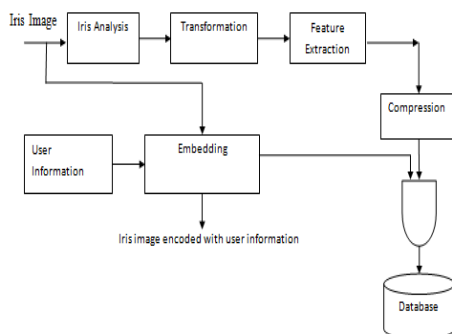 Iris Image
Iris Analysis
Transformation
Feature
Extraction
Compression
User
Information
Embedding
Iris image encoded with user information
Database